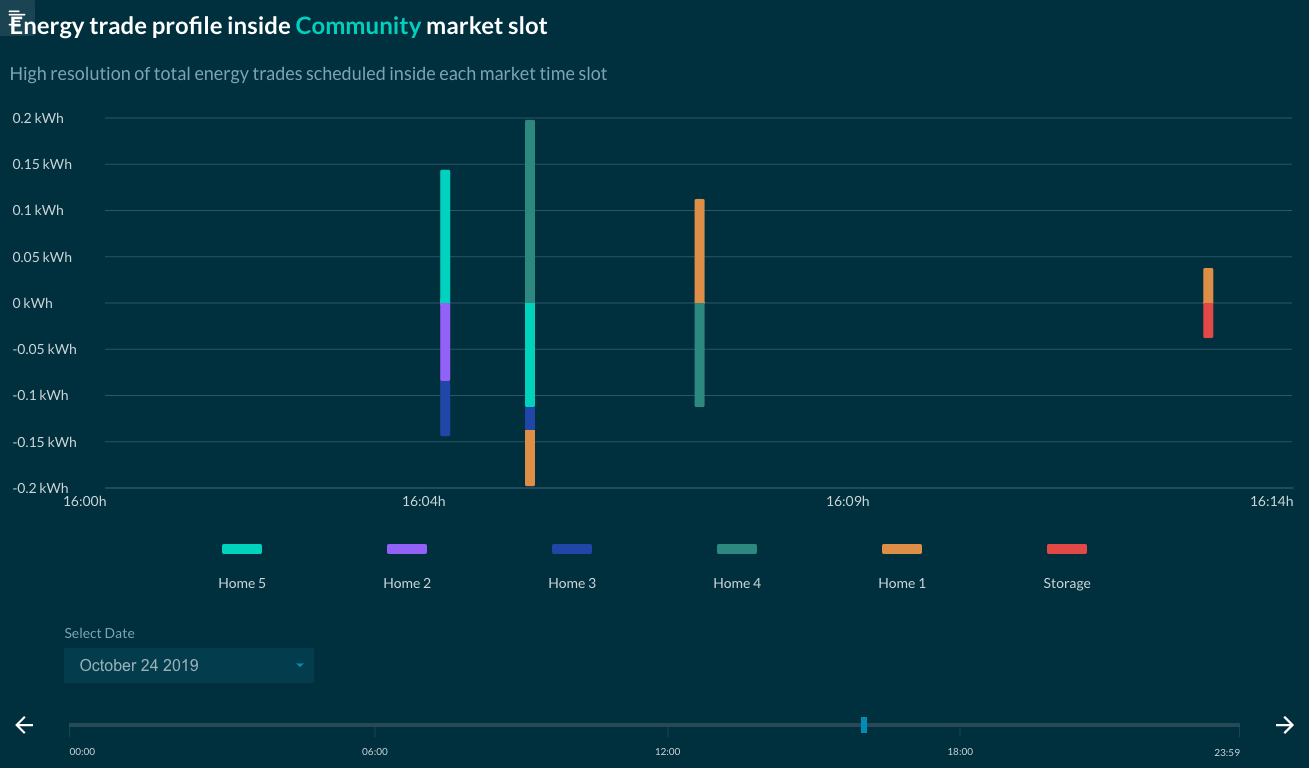 Energy trade profile inside Community market slot
High resolution of total energy trades scheduled inside each market time slot
0.2 kWh
0.15 kWh
0.1 kWh
0.05 kWh
0 kWh
-0.05 kWh
-0.1 kWh
-0.15 kWh
-0.2 kWh
16:00h 16:04h 16:09h 16:14h
Home 5 Home 2 Home 3 Home 4 Home 1 Storage
Select Date
October 24 2019
00:00 06:00 12:00 18:00 23:59